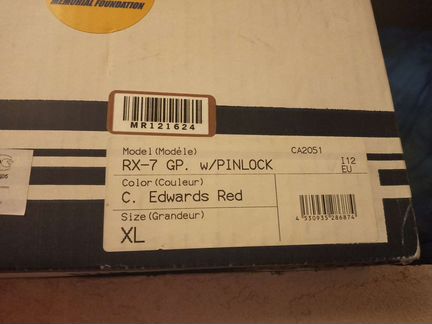 MEMORIAL FOUNDATION
MR121624
Model(Modèle) CA2051
RX-7 GP. w/PINLOCK I12
EU
Color(Couleur)
C. Edwards Red
Size(Grandeur)
XL
4 530935 286874